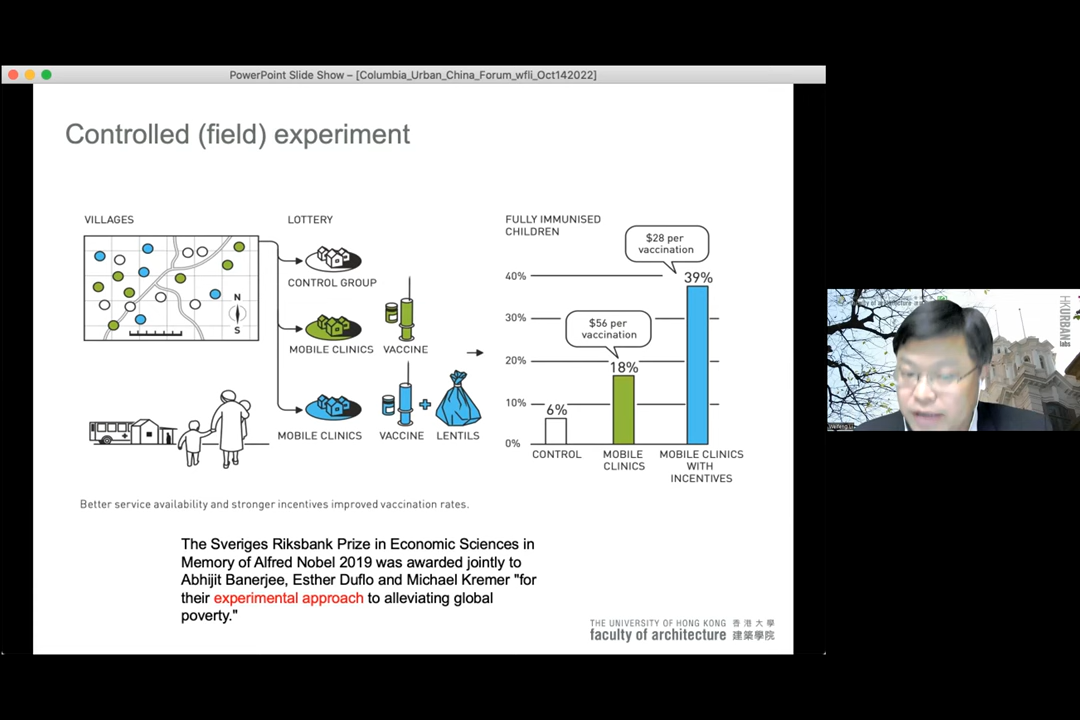 PowerPoint Slide Show – [Columbia_Urban_China_Forum_wfli_Oct142022]
Controlled (field) experiment
VILLAGES
N
S
LOTTERY
CONTROL GROUP
MOBILE CLINICS
VACCINE
MOBILE CLINICS
VACCINE
LENTILS
FULLY IMMUNISED
CHILDREN
$28 per
vaccination
$56 per
vaccination
40%
30%
20%
10%
0%
6%
18%
39%
CONTROL
MOBILE
CLINICS
MOBILE CLINICS
WITH
INCENTIVES
Better service availability and stronger incentives improved vaccination rates.
The Sveriges Riksbank Prize in Economic Sciences in
Memory of Alfred Nobel 2019 was awarded jointly to
Abhijit Banerjee, Esther Duflo and Michael Kremer "for
their experimental approach to alleviating global
poverty."
THE UNIVERSITY OF HONG KONG 香港大學
faculty of architecture 建築學院
HKURBAN
Weifeng Li